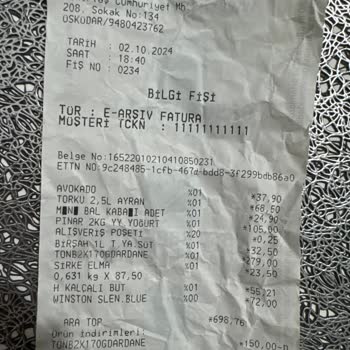 Cumhuriyet Mh.
208. Sokak No:134
ÜSKÜDAR/9480423762
TARİH : 02.10.2024
SAAT : 18:40
FİŞ NO : 0234
BİLGİ FİŞİ
TÜR : E-ARŞİV FATURA
MÜŞTERİ TCKN : 11111111111
Belge No:16522010210410850231
ETTN NO:9c248485-1cfb-467d-bdd8-3f299bdb86a0
AVOKADO %01 *37,90
TORKU 2,5L AYRAN %01 *68,50
BAL KABAĞI ADET %01 *24,90
PINAR 2KG YY.YOĞURT %01 *105,00
ALIŞVERİŞ POŞETİ %20 *0,25
BİRŞAH 1L T.YA.SÜT %01 *32,50
TONB2X170GDARDANE %01 *279,00
SİRKE ELMA %01 *23,50
0,631 kg X 87,50
H KALÇALI BUT %01 *55,21
WINSTON SLEN.BLUE %00 *72,00
ARA TOP *698,76
Ürün indirimleri:
TONB2X170GDARDANE *150,00-D